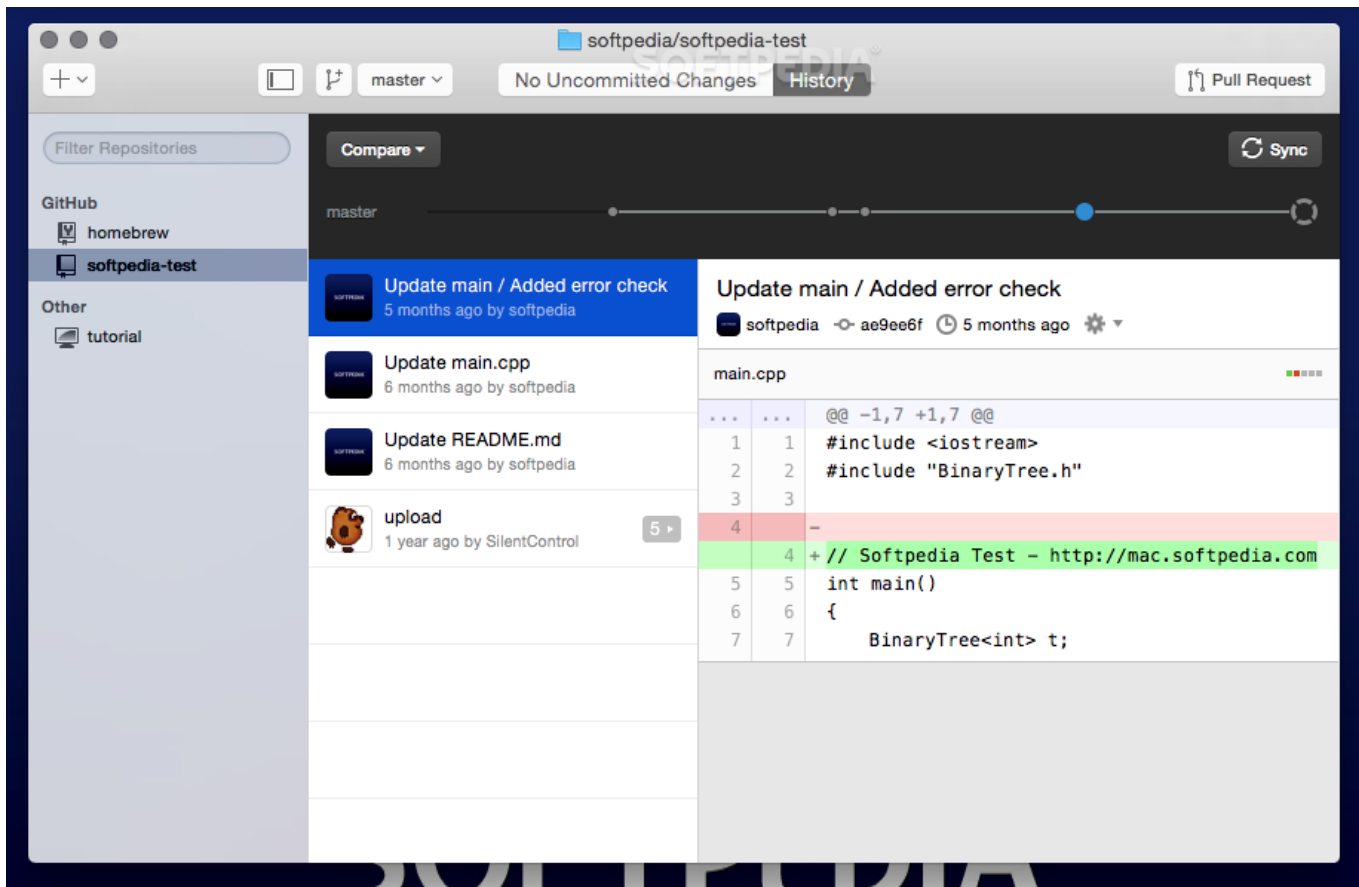 softpedia/softpedia-test
SOFTPEDIA®
master
No Uncommitted Changes
History
Pull Request
Filter Repositories
Compare
Sync
GitHub
homebrew
softpedia-test
Other
tutorial
master
Update main / Added error check
5 months ago by softpedia
Update main.cpp
6 months ago by softpedia
Update README.md
6 months ago by softpedia
upload
1 year ago by SilentControl
5
Update main / Added error check
softpedia ae9ee6f 5 months ago
main.cpp
... ... @@ -1,7 +1,7 @@
1 1 #include <iostream>
2 2 #include "BinaryTree.h"
3 3
4 -
4 + // Softpedia Test - http://mac.softpedia.com
5 5 int main()
6 6 {
7 7 BinaryTree<int> t;
SOFTPEDIA